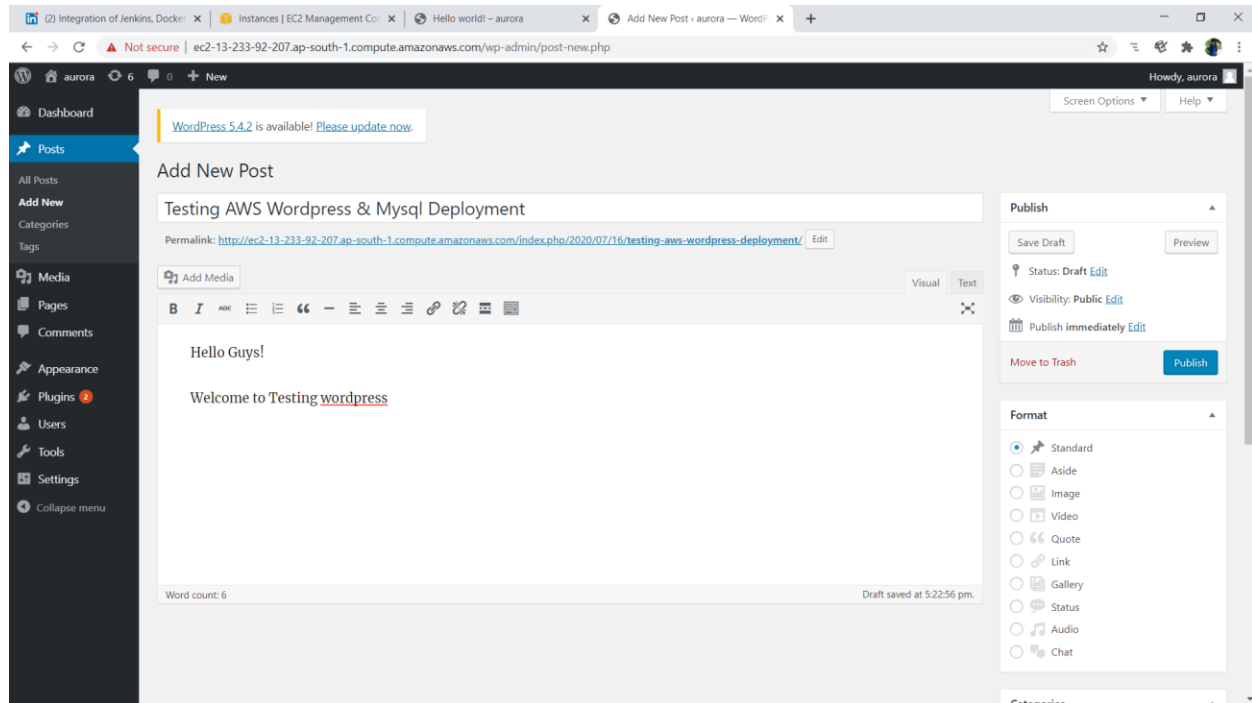 (2) Integration of Jenkins, Docker
Instances | EC2 Management Co
Hello world! – aurora
Add New Post ‹ aurora — WordP
Not secure | ec2-13-233-92-207.ap-south-1.compute.amazonaws.com/wp-admin/post-new.php
aurora 6 0 + New
Howdy, aurora
Screen Options
Help
Dashboard
Posts
All Posts
Add New
Categories
Tags
Media
Pages
Comments
Appearance
Plugins 2
Users
Tools
Settings
Collapse menu
WordPress 5.4.2 is available! Please update now.
Add New Post
Testing AWS Wordpress & Mysql Deployment
Permalink: http://ec2-13-233-92-207.ap-south-1.compute.amazonaws.com/index.php/2020/07/16/testing-aws-wordpress-deployment/ Edit
Add Media
Visual Text
B I ABC
Hello Guys!
Welcome to Testing wordpress
Word count: 6
Draft saved at 5:22:56 pm.
Publish
Save Draft
Preview
Status: Draft Edit
Visibility: Public Edit
Publish immediately Edit
Move to Trash
Publish
Format
Standard
Aside
Image
Video
Quote
Link
Gallery
Status
Audio
Chat
Categories